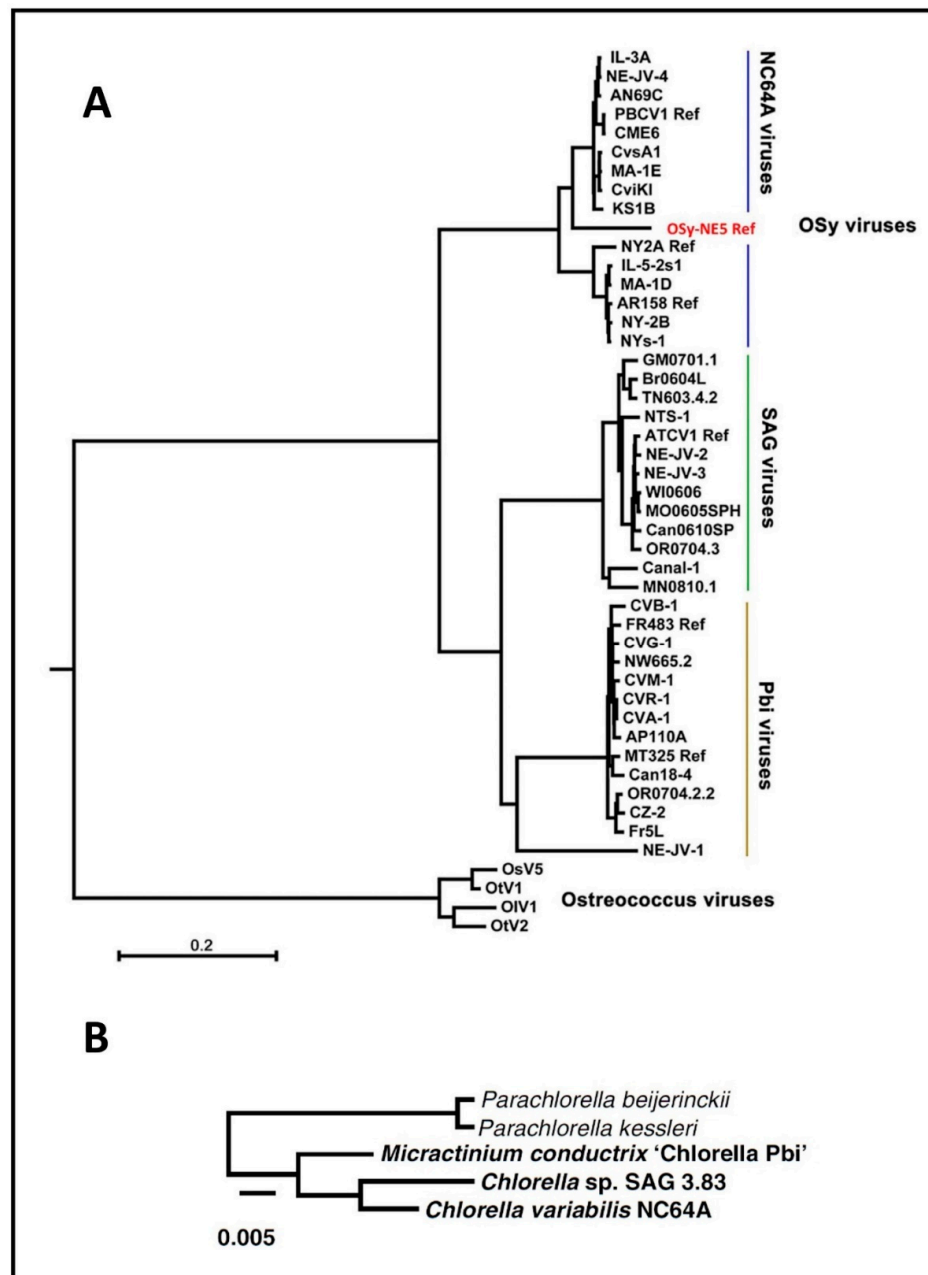 A
IL-3A
NE-JV-4
AN69C
PBCV1 Ref
CME6
CvsA1
MA-1E
CviKI
KS1B
NC64A viruses
OSy-NE5 Ref
OSy viruses
NY2A Ref
IL-5-2s1
MA-1D
AR158 Ref
NY-2B
NYs-1
GM0701.1
Br0604L
TN603.4.2
NTS-1
ATCV1 Ref
NE-JV-2
NE-JV-3
WI0606
MO0605SPH
Can0610SP
OR0704.3
Canal-1
MN0810.1
SAG viruses
CVB-1
FR483 Ref
CVG-1
NW665.2
CVM-1
CVR-1
CVA-1
AP110A
MT325 Ref
Can18-4
OR0704.2.2
CZ-2
Fr5L
NE-JV-1
Pbi viruses
OsV5
OtV1
OlV1
OtV2
Ostreococcus viruses
0.2
B
Parachlorella beijerinckii
Parachlorella kessleri
Micractinium conductrix ‘Chlorella Pbi’
Chlorella sp. SAG 3.83
Chlorella variabilis NC64A
0.005